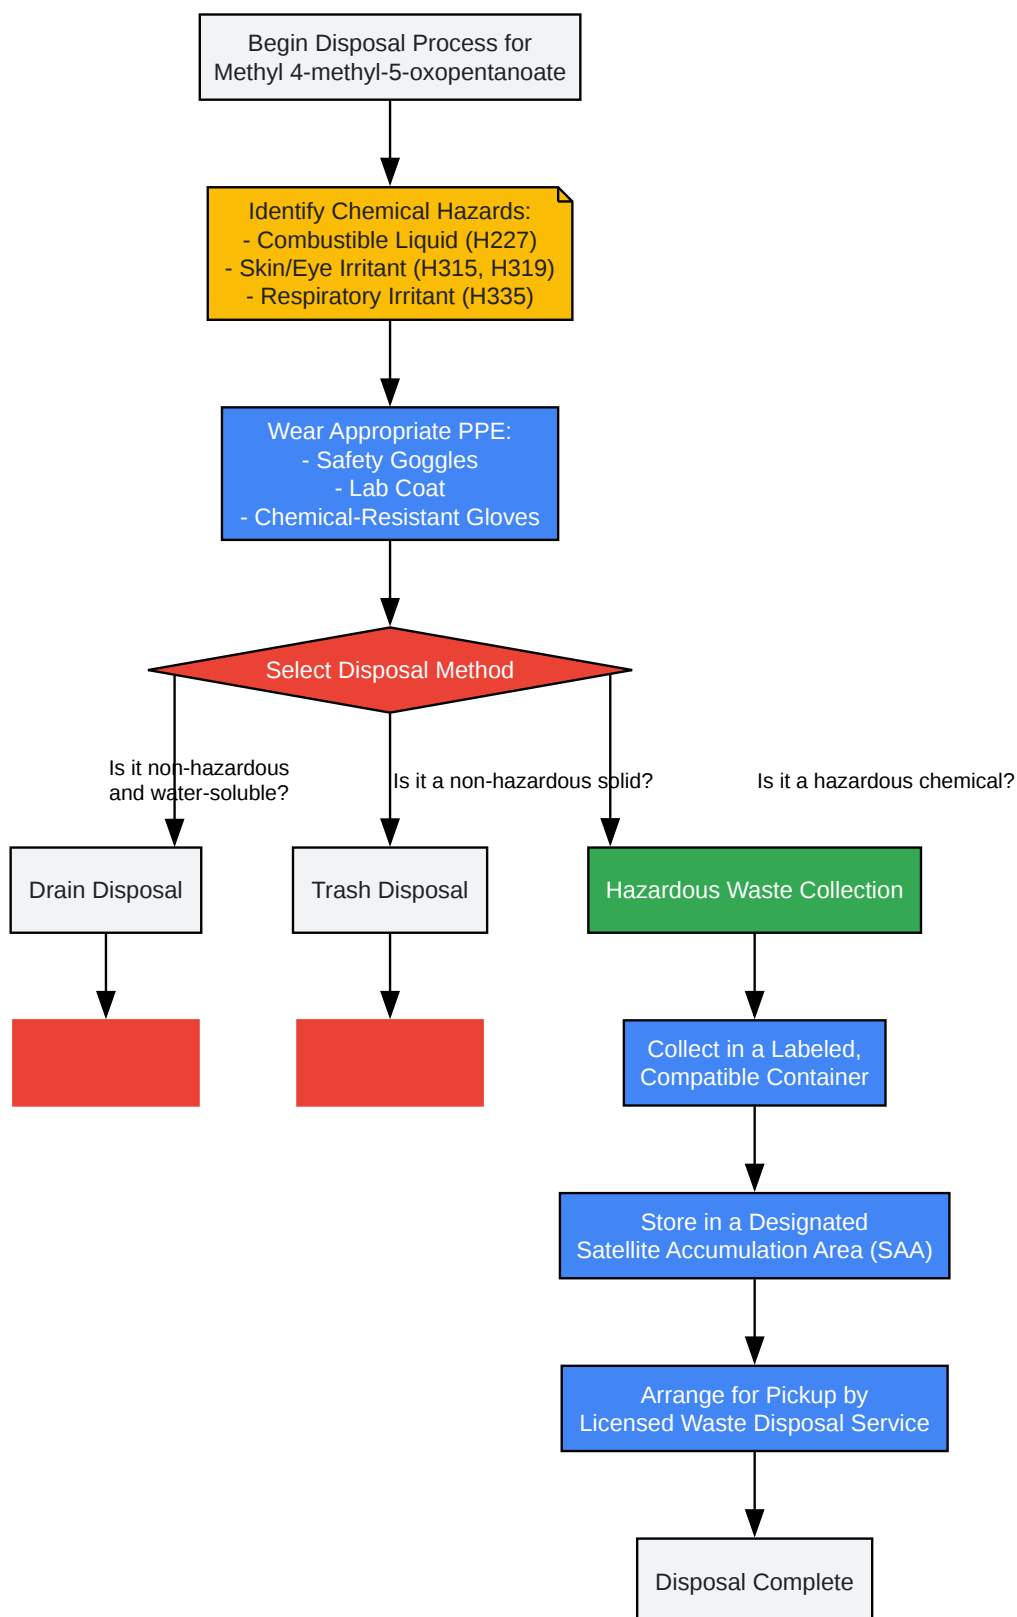 Begin Disposal Process for
Methyl 4-methyl-5-oxopentanoate
Identify Chemical Hazards:
- Combustible Liquid (H227)
- Skin/Eye Irritant (H315, H319)
- Respiratory Irritant (H335)
Wear Appropriate PPE:
- Safety Goggles
- Lab Coat
- Chemical-Resistant Gloves
Select Disposal Method
Is it non-hazardous
and water-soluble?
Is it a non-hazardous solid?
Is it a hazardous chemical?
Drain Disposal
Trash Disposal
Hazardous Waste Collection
Collect in a Labeled,
Compatible Container
Store in a Designated
Satellite Accumulation Area (SAA)
Arrange for Pickup by
Licensed Waste Disposal Service
Disposal Complete